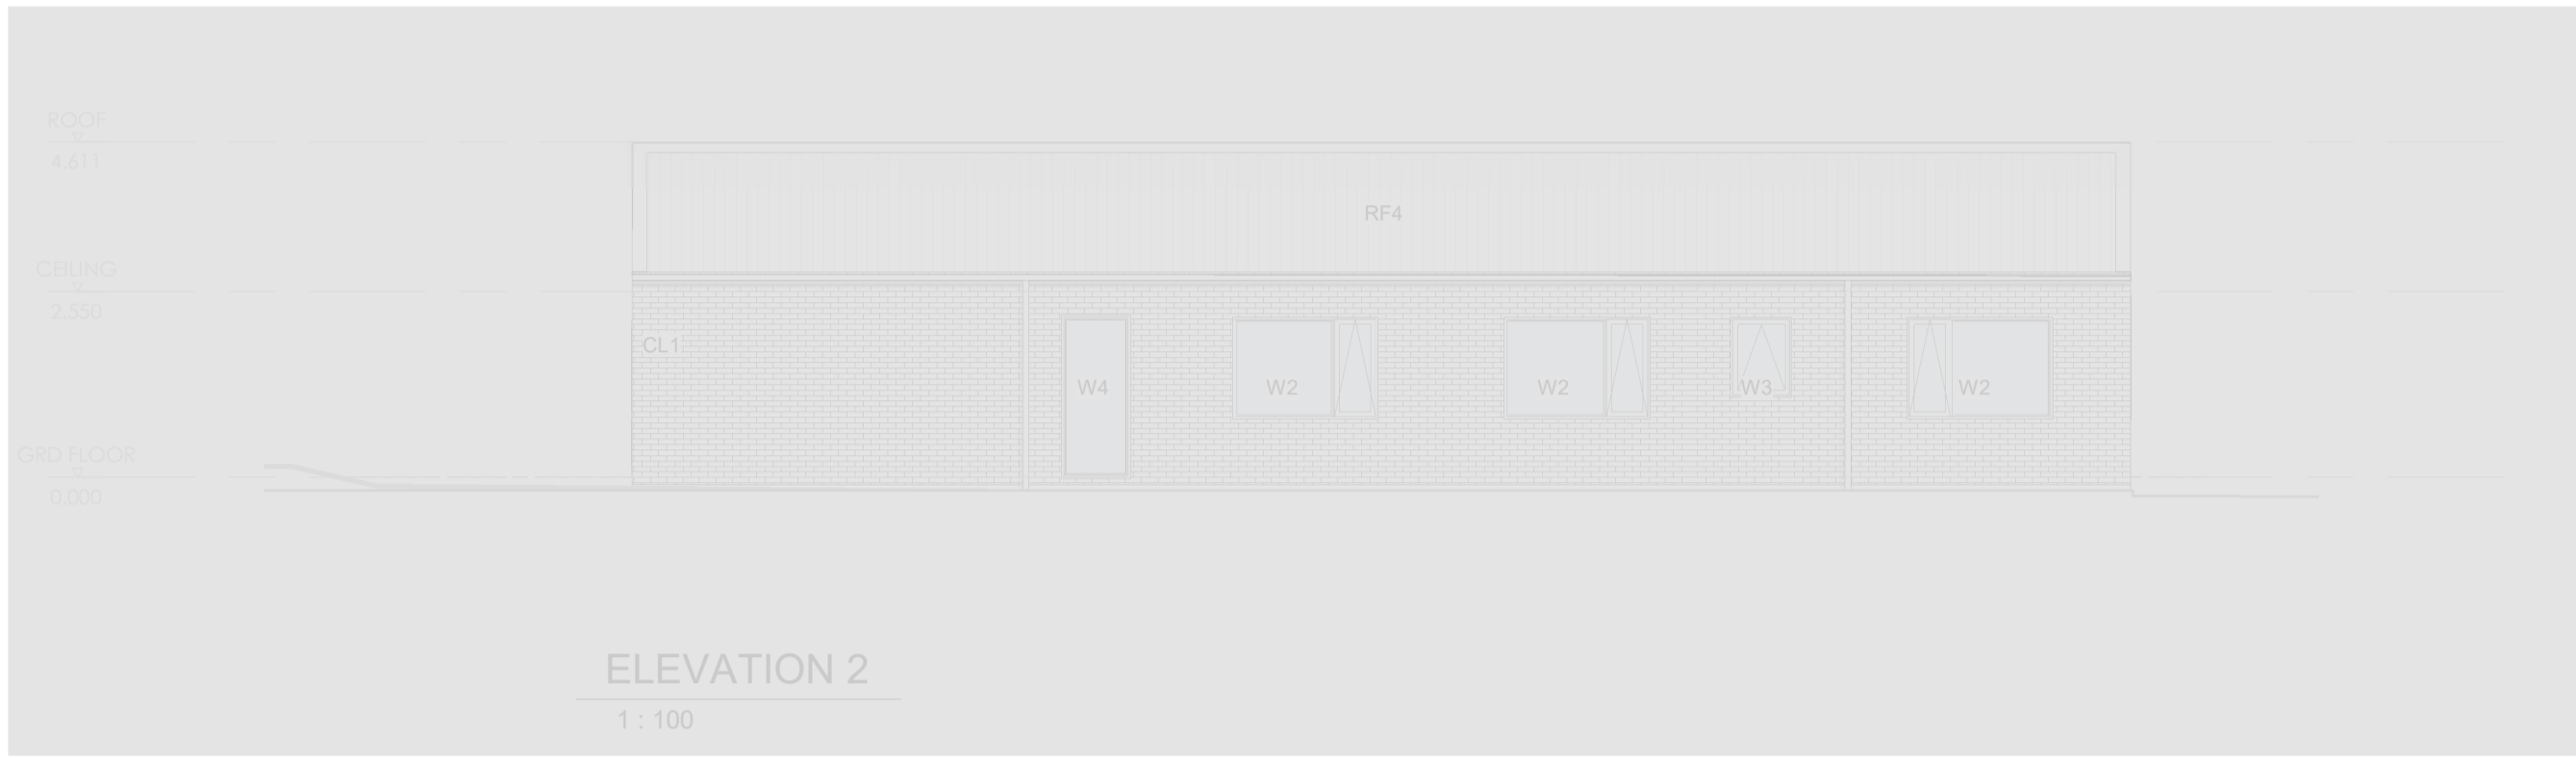 ROOF
4.611
RF4
CEILING
2.550
CL1
W4
W2
W2
W3
W2
GRD FLOOR
0.000
ELEVATION 2
1 : 100